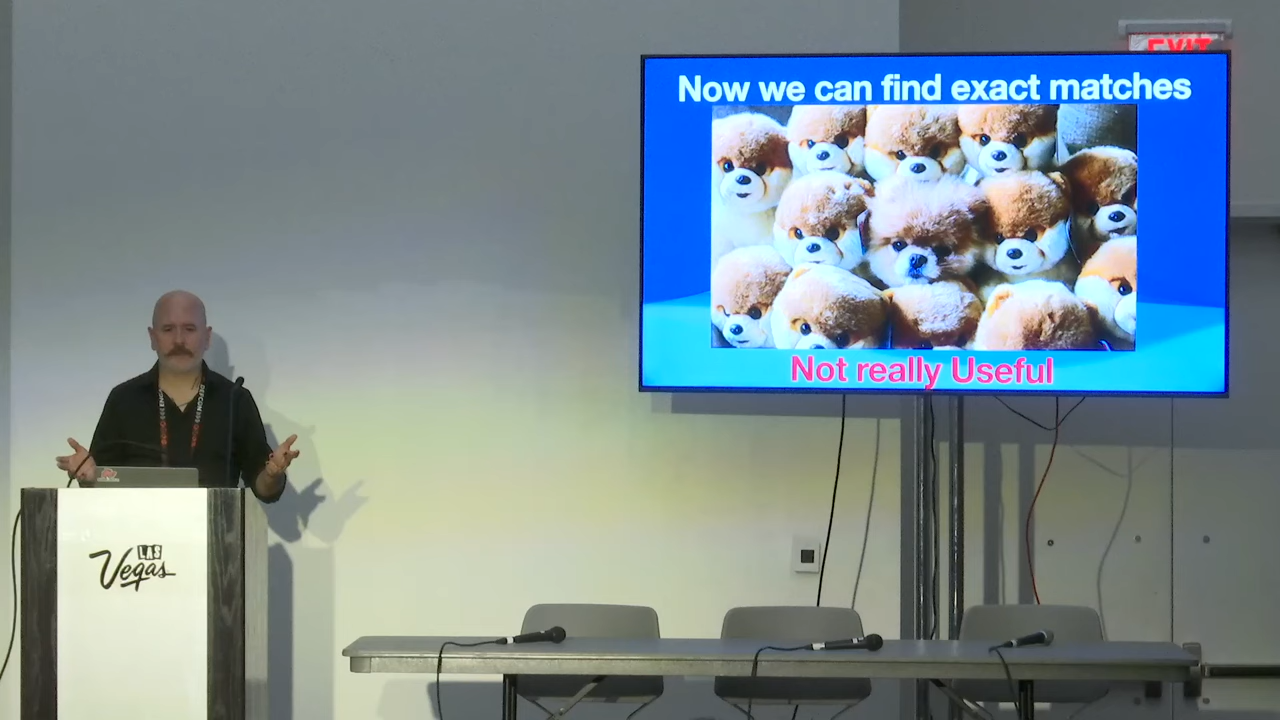 EXIT
Now we can find exact matches
Not really Useful
LAS
Vegas